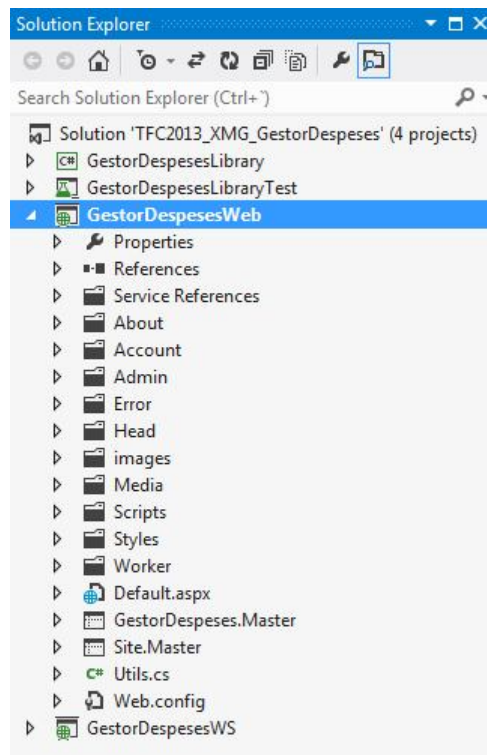 Solution Explorer
Search Solution Explorer (Ctrl+`)
Solution 'TFC2013_XMG_GestorDespeses' (4 projects)
C# GestorDespesesLibrary
GestorDespesesLibraryTest
GestorDespesesWeb
Properties
References
Service References
About
Account
Admin
Error
Head
images
Media
Scripts
Styles
Worker
Default.aspx
GestorDespeses.Master
Site.Master
C# Utils.cs
Web.config
GestorDespesesWS